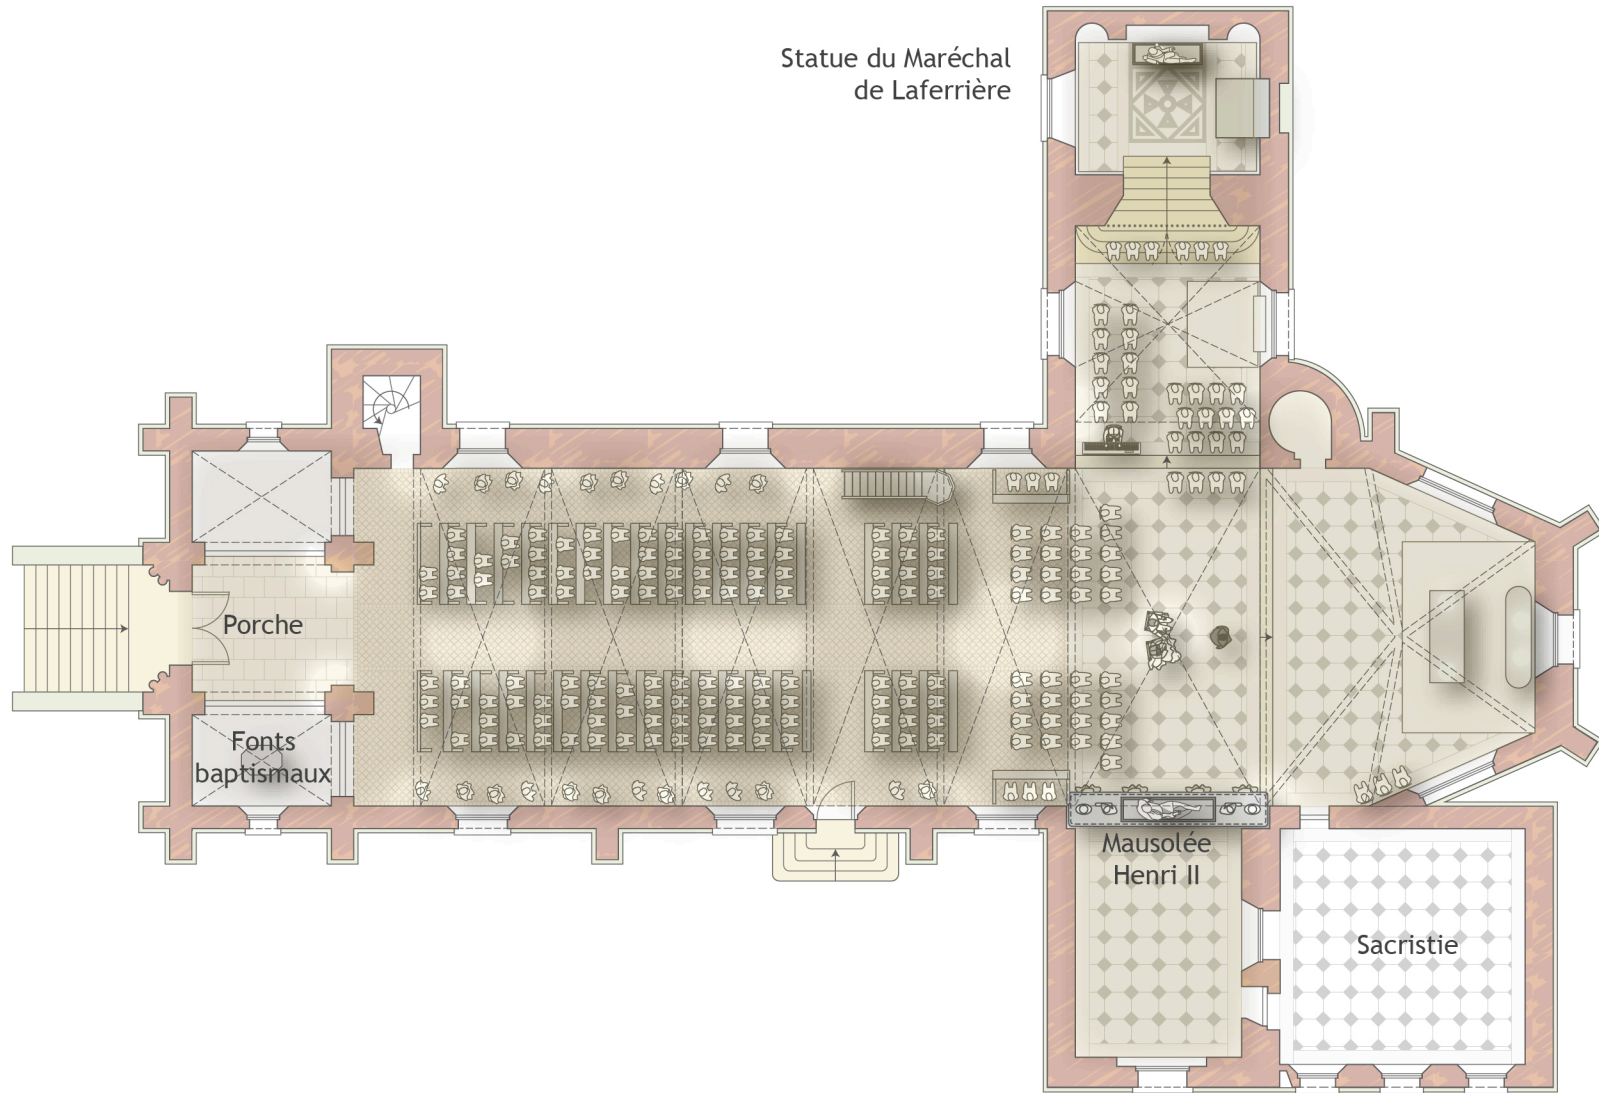 Statue du Maréchal
de Laferrière
Porche
Fonts
baptismaux
Mausolée
Henri II
Sacristie